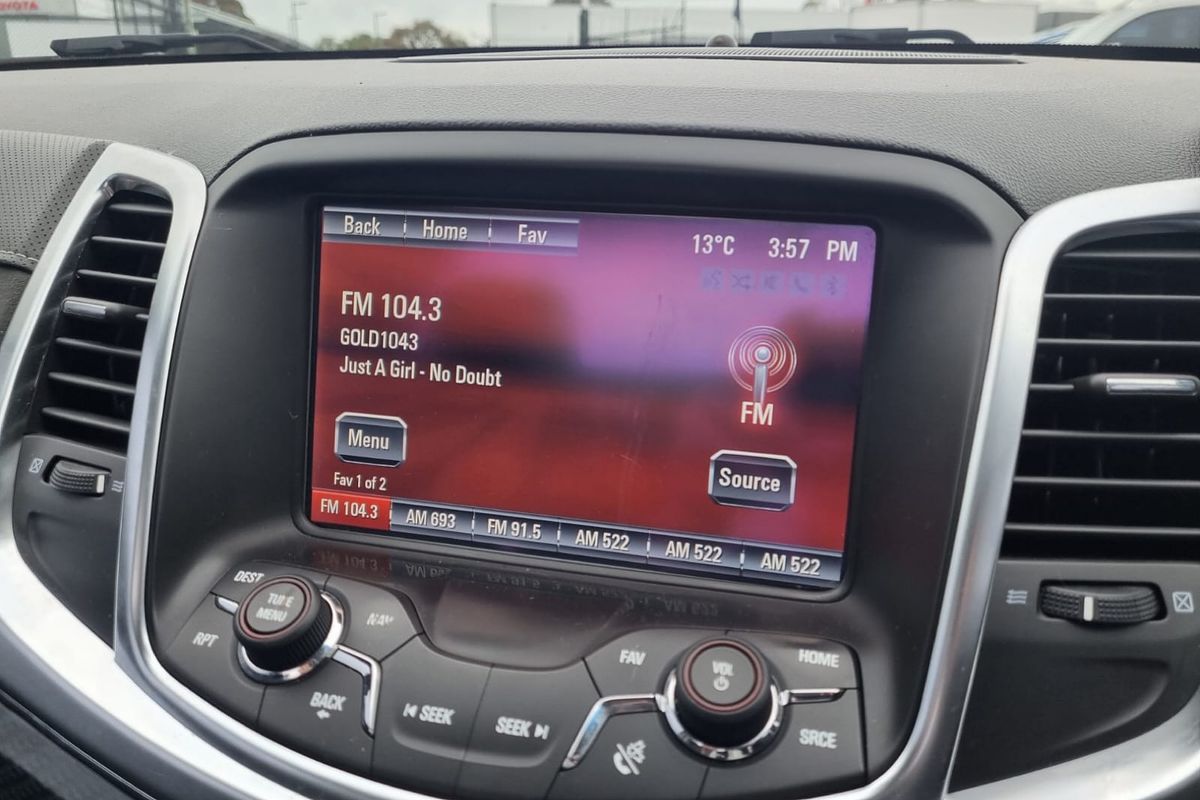 TOYOTA
Back Home Fav 13°C 3:57 PM
FM 104.3
GOLD1043
Just A Girl - No Doubt
FM
Menu
Source
Fav 1 of 2
FM 104.3 AM 693 FM 91.5 AM 522 AM 522 AM 522
DEST
TUNE
MENU
NAV
RPT
BACK
SEEK
SEEK
FAV
VOL
HOME
SRCE